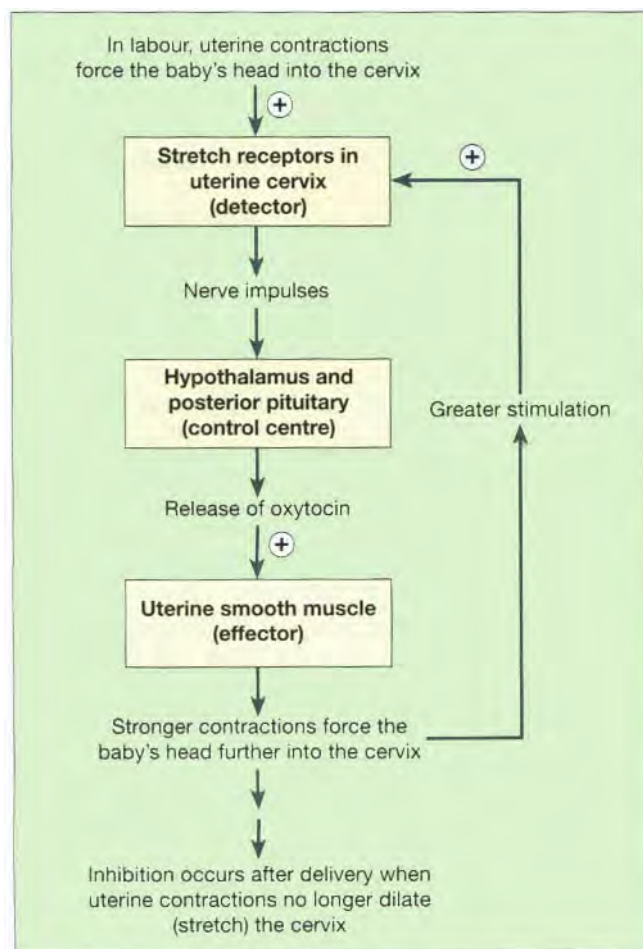 In labour, uterine contractions
force the baby's head into the cervix
+
Stretch receptors in
uterine cervix
(detector)
+
Nerve impulses
Hypothalamus and
posterior pituitary
(control centre)
Greater stimulation
Release of oxytocin
+
Uterine smooth muscle
(effector)
Stronger contractions force the
baby's head further into the cervix
Inhibition occurs after delivery when
uterine contractions no longer dilate
(stretch) the cervix